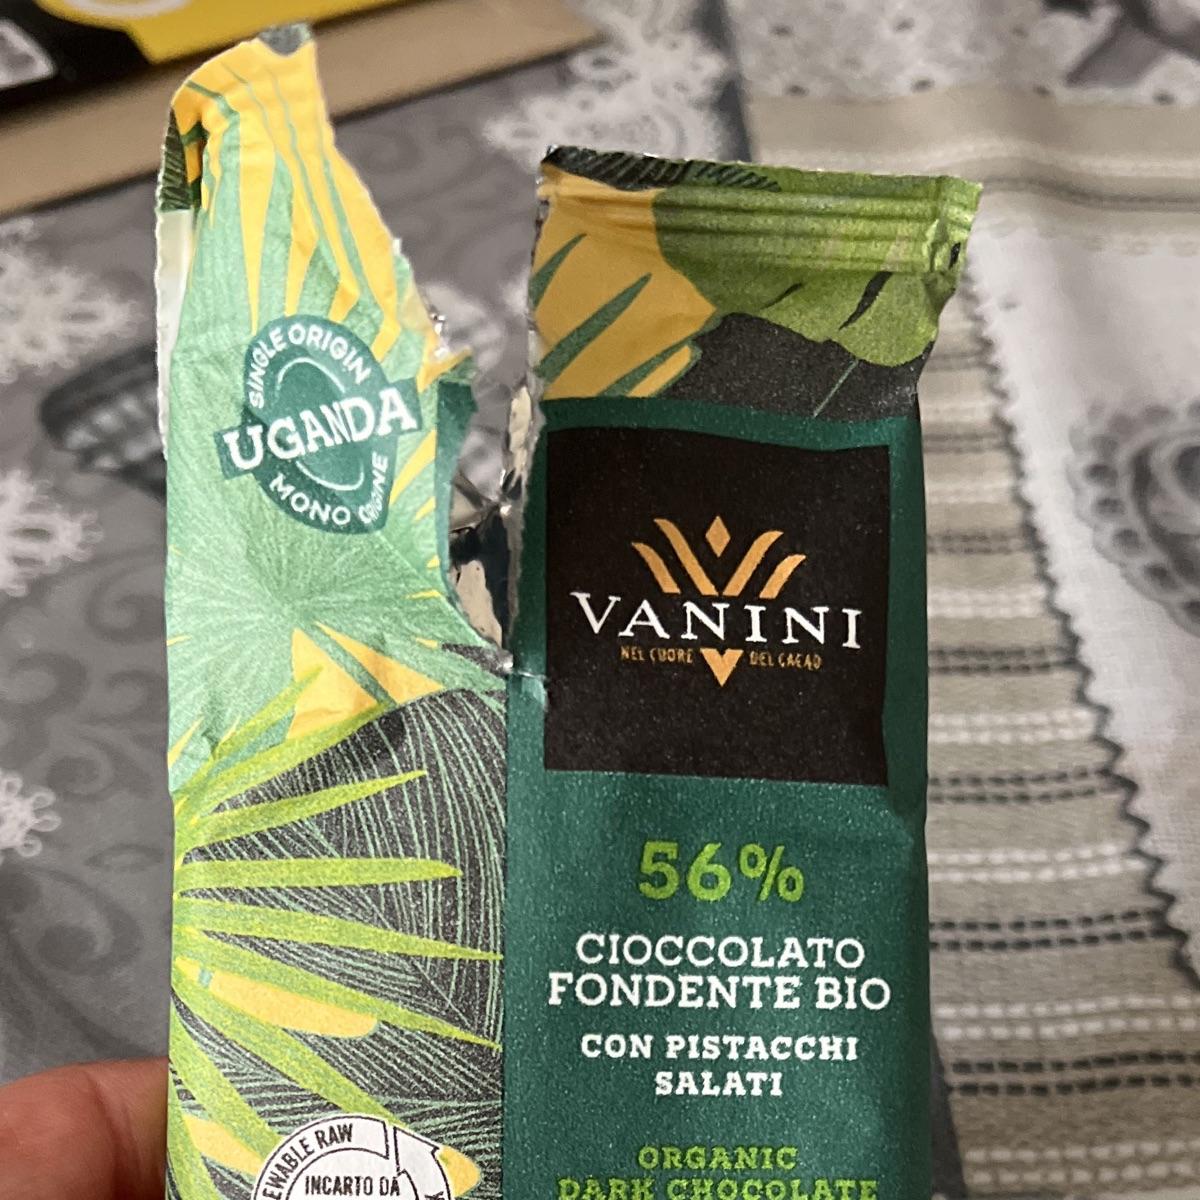 SINGLE ORIGIN
UGANDA
MONO ORIGINE
VANINI
NEL CUORE DEL CACAO
56%
CIOCCOLATO
FONDENTE BIO
CON PISTACCHI
SALATI
ORGANIC
DARK CHOCOLATE
RAW
INCARTO DA